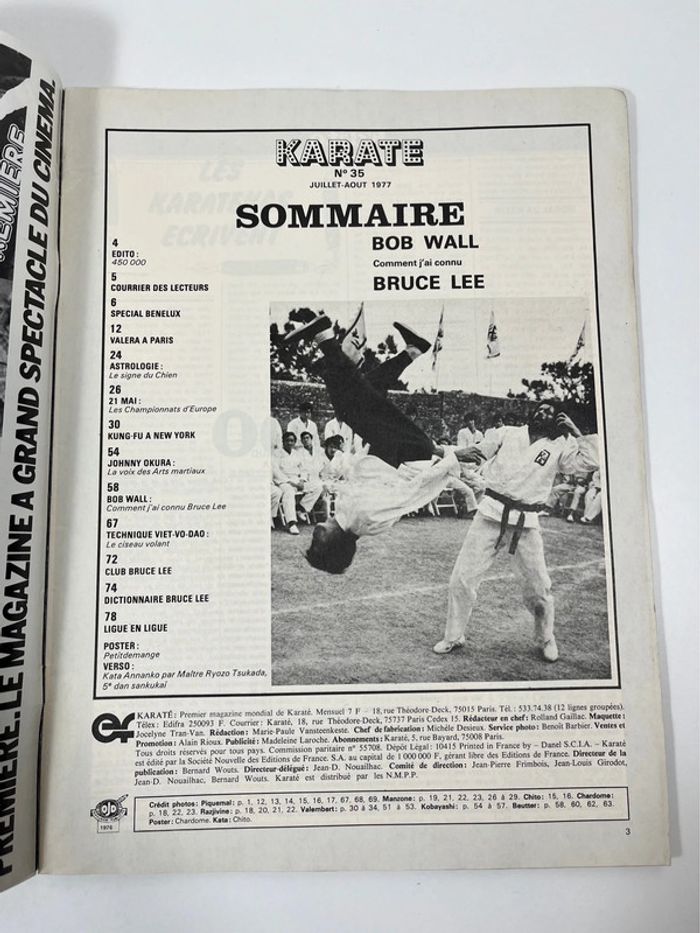 PREMIERE
PREMIERE. LE MAGAZINE A GRAND SPECTACLE DU CINEMA.
KARATE
N° 35
JUILLET-AOUT 1977
SOMMAIRE
BOB WALL
Comment j'ai connu
BRUCE LEE
4
EDITO :
450 000
5
COURRIER DES LECTEURS
6
SPECIAL BENELUX
12
VALERA A PARIS
24
ASTROLOGIE :
Le signe du Chien
26
21 MAI :
Les Championnats d'Europe
30
KUNG-FU A NEW YORK
54
JOHNNY OKURA :
La voix des Arts martiaux
58
BOB WALL :
Comment j'ai connu Bruce Lee
67
TECHNIQUE VIET-VO-DAO :
Le ciseau volant
72
CLUB BRUCE LEE
74
DICTIONNAIRE BRUCE LEE
78
LIGUE EN LIGUE
POSTER :
Petitdemange
VERSO :
Kata Annanko par Maître Ryozo Tsukada,
5e dan sankukaï
KARATÉ : Premier magazine mondial de Karaté. Mensuel 7 F – 18, rue Théodore-Deck, 75015 Paris. Tél. : 533.74.38 (12 lignes groupées).
Télex : Edifra 250093 F. Courrier : Karaté, 18, rue Théodore-Deck, 75737 Paris Cedex 15. Rédacteur en chef : Rolland Gaillac. Maquette :
Jocelyne Tran-Van. Rédaction : Marie-Paule Vansteenkeste. Chef de fabrication : Michèle Desieux. Service photo : Benoît Barbier. Ventes et
Promotion : Alain Rioux. Publicité : Madeleine Laroche. Abonnements : Karaté, 5, rue Bayard, 75008 Paris.
Tous droits réservés pour tous pays. Commission paritaire n° 55708. Dépôt Légal : 10415 Printed in France by – Danel S.C.I.A. – Karaté
est édité par la Société Nouvelle des Editions de France. S.A. au capital de 1 000 000 F, gérant libre des Editions de France. Directeur de la
publication : Bernard Wouts. Directeur-délégué : Jean-D. Nouailhac. Comité de direction : Jean-Pierre Frimbois, Jean-Louis Girodot,
Jean-D. Nouailhac, Bernard Wouts. Karaté est distribué par les N.M.P.P.
OJD
1976
Crédit photos : Piquemal : p. 1, 12, 13, 14, 15, 16, 17, 67, 68, 69. Manzone : p. 19, 21, 22, 23, 26 à 29. Chito : 15, 16. Chardome :
p. 18, 22, 23. Razjivine : p. 18, 20, 21, 22. Valembert : p. 30 à 34, 51 à 53. Kobayashi : p. 54 à 57. Beutter : p. 58, 60, 62, 63.
Poster : Chardome. Kata : Chito.
3